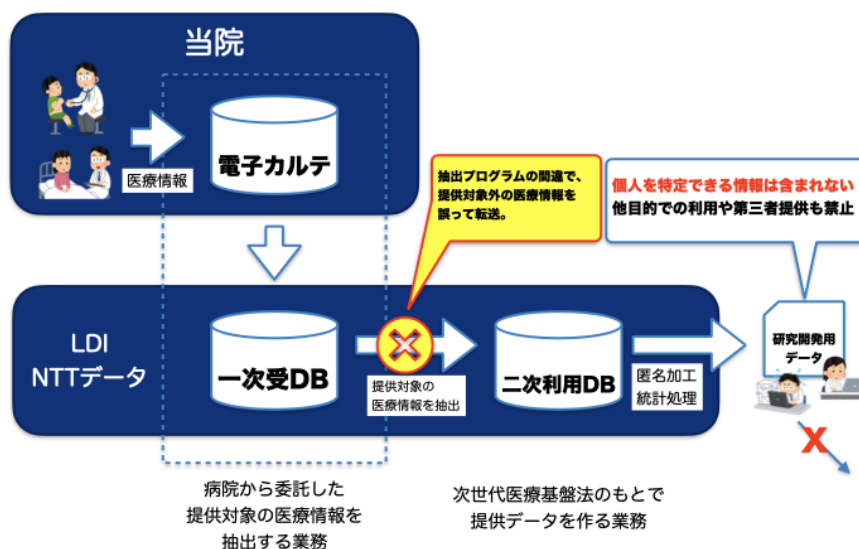 当院
電子カルテ
医療情報
抽出プログラムの間違で、
提供対象外の医療情報を
誤って転送。
個人を特定できる情報は含まれない
他目的での利用や第三者提供も禁止
LDI
NTTデータ
一次受DB
提供対象の
医療情報を抽出
二次利用DB
匿名加工
統計処理
研究開発用
データ
X
病院から委託した
提供対象の医療情報を
抽出する業務
次世代医療基盤法のもとで
提供データを作る業務